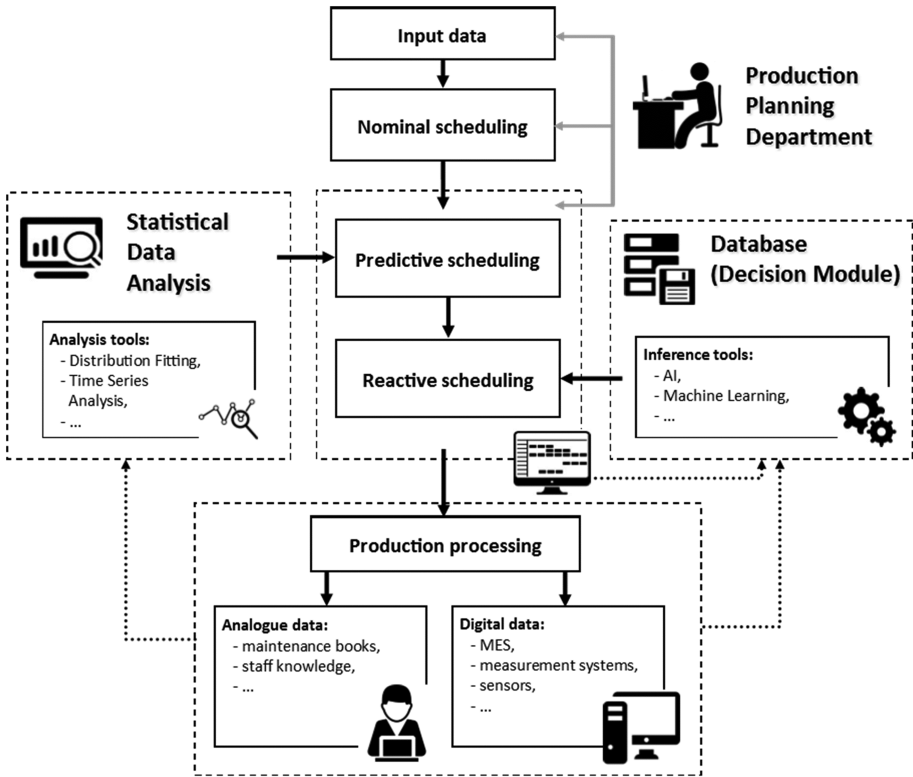 Input data
Nominal scheduling
Production
Planning
Department
Statistical
Data
Analysis
Predictive scheduling
Database
(Decision Module)
Analysis tools:
- Distribution Fitting,
- Time Series
Analysis,
- ...
Reactive scheduling
Inference tools:
- AI,
- Machine Learning,
- ...
Production processing
Analogue data:
- maintenance books,
- staff knowledge,
- ...
Digital data:
- MES,
- measurement systems,
- sensors,
- ...